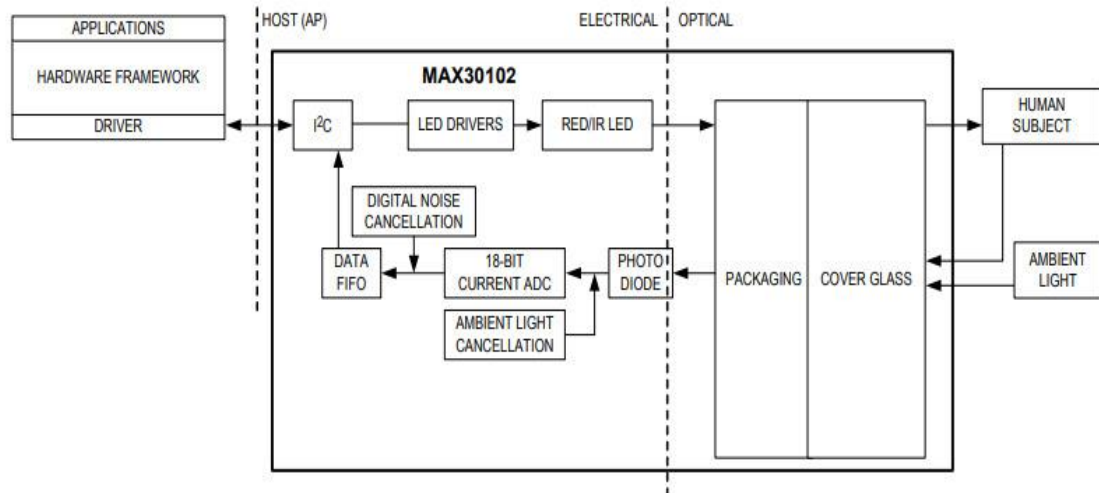 HOST (AP)
ELECTRICAL
OPTICAL
APPLICATIONS
HARDWARE FRAMEWORK
DRIVER
MAX30102
I²C
LED DRIVERS
RED/IR LED
HUMAN
SUBJECT
DIGITAL NOISE
CANCELLATION
DATA
FIFO
18-BIT
CURRENT ADC
PHOTO
DIODE
PACKAGING
COVER GLASS
AMBIENT
LIGHT
AMBIENT LIGHT
CANCELLATION